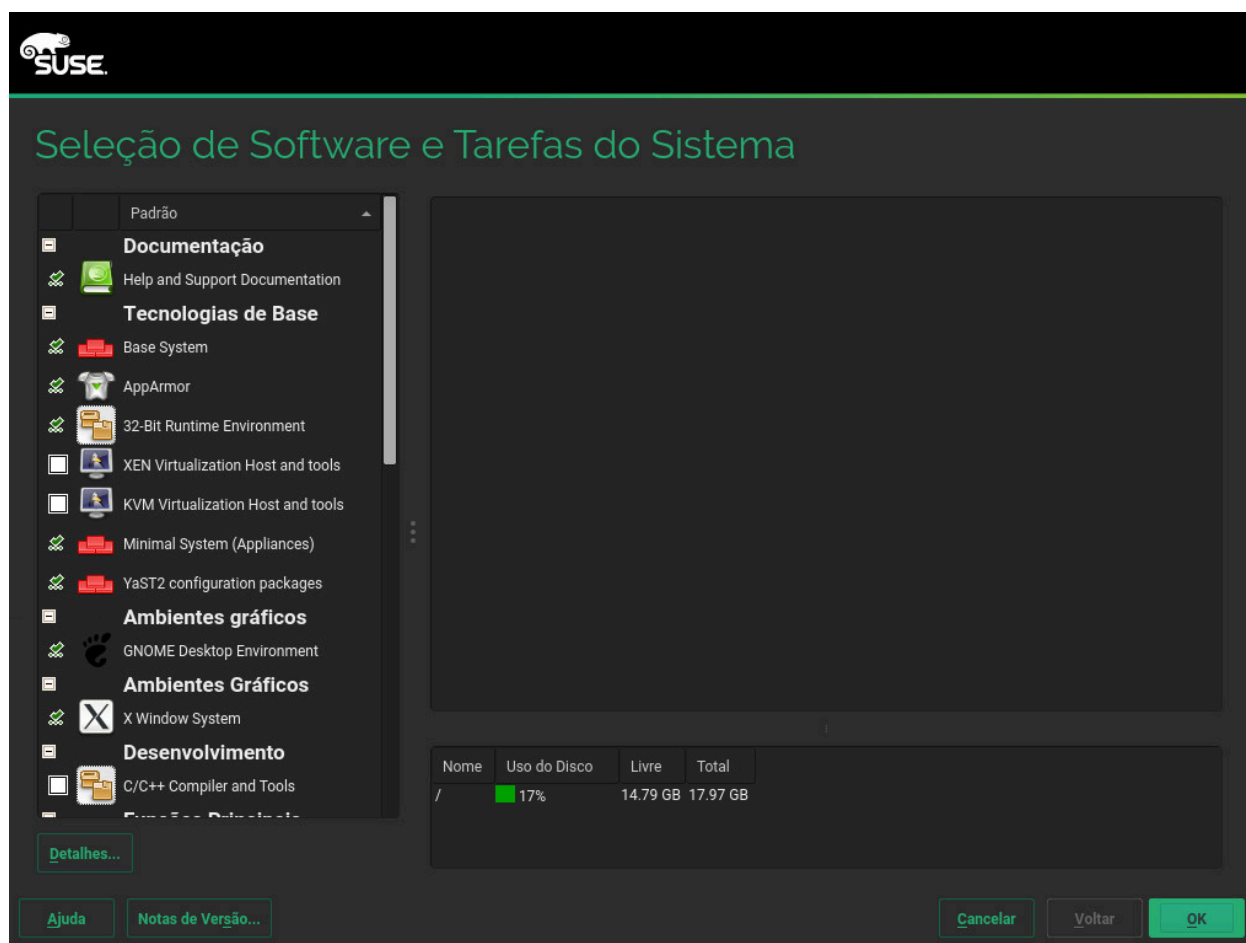 SUSE.
Seleção de Software e Tarefas do Sistema
Padrão
Documentação
Help and Support Documentation
Tecnologias de Base
Base System
AppArmor
32-Bit Runtime Environment
XEN Virtualization Host and tools
KVM Virtualization Host and tools
Minimal System (Appliances)
YaST2 configuration packages
Ambientes gráficos
GNOME Desktop Environment
Ambientes Gráficos
X Window System
Desenvolvimento
C/C++ Compiler and Tools
Funções Principais
Nome Uso do Disco Livre Total
/ 17% 14.79 GB 17.97 GB
Detalhes...
Ajuda Notas de Versão... Cancelar Voltar OK